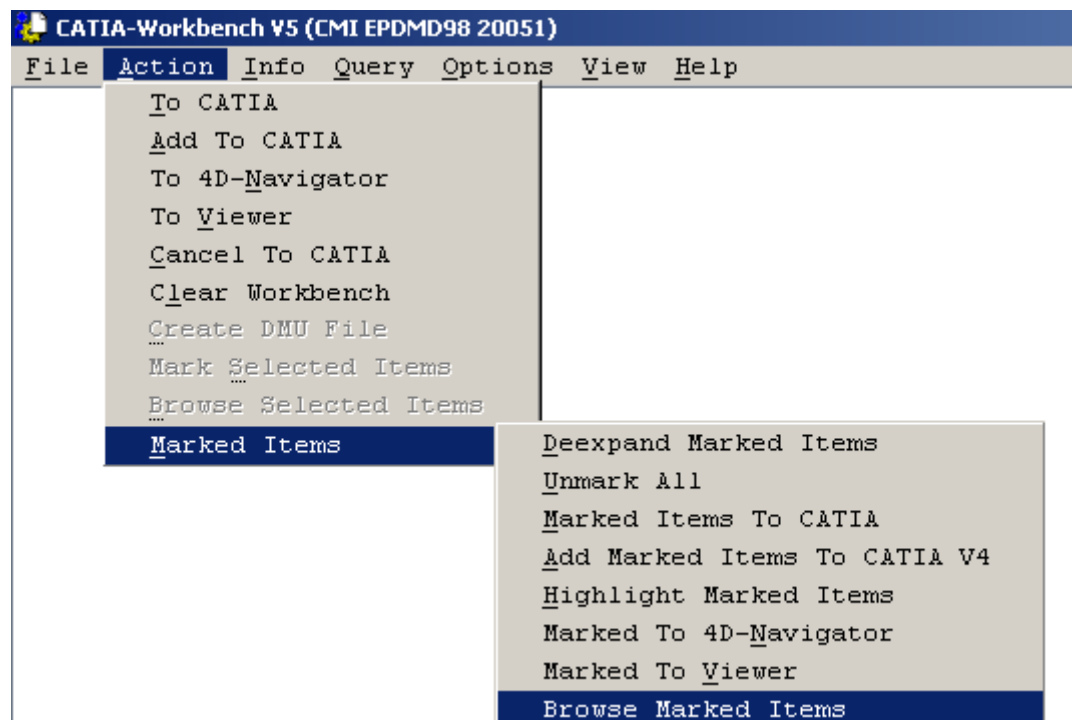 CATIA-Workbench V5 (CMI EPDMD98 20051)
File Action Info Query Options View Help
To CATIA
Add To CATIA
To 4D-Navigator
To Viewer
Cancel To CATIA
Clear Workbench
Create DMU File
Mark Selected Items
Browse Selected Items
Marked Items
Deexpand Marked Items
Unmark All
Marked Items To CATIA
Add Marked Items To CATIA V4
Highlight Marked Items
Marked To 4D-Navigator
Marked To Viewer
Browse Marked Items